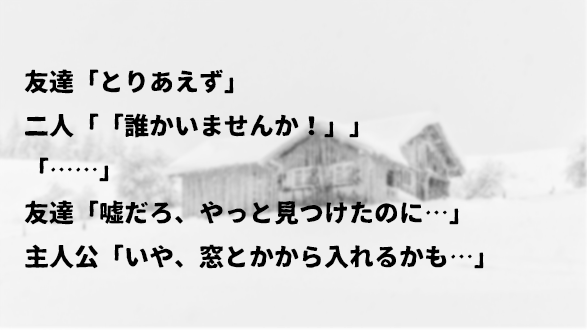 友達「とりあえず」
二人「「誰かいませんか！」」
「……」
友達「嘘だろ、やっと見つけたのに…」
主人公「いや、窓とかから入れるかも…」